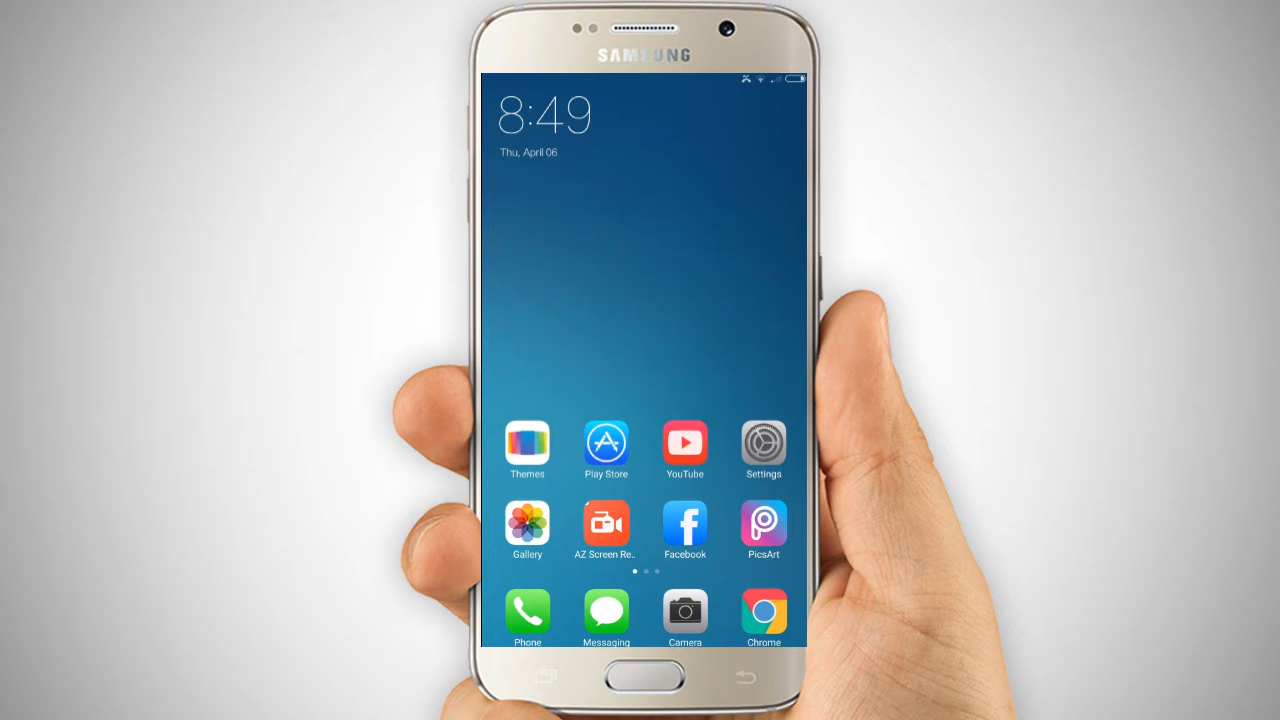 SAMSUNG
8:49
Thu, April 06
Themes Play Store YouTube Settings
Gallery AZ Screen Re.. Facebook PicsArt
Phone Messaging Camera Chrome